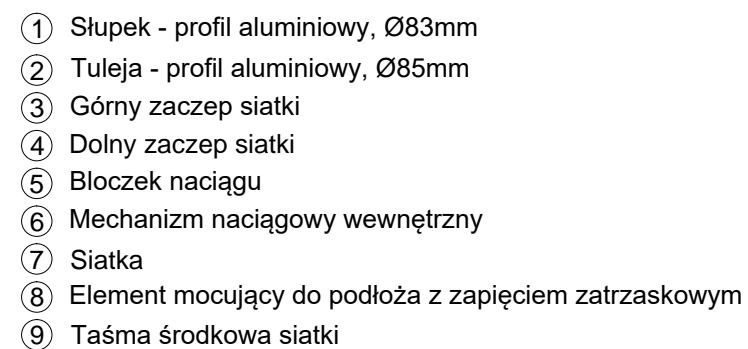 1 Słupek - profil aluminiowy, Ø83mm
2 Tuleja - profil aluminiowy, Ø85mm
3 Górny zaczep siatki
4 Dolny zaczep siatki
5 Bloczek naciągu
6 Mechanizm naciągowy wewnętrzny
7 Siatka
8 Element mocujący do podłoża z zapięciem zatrzaskowym
9 Taśma środkowa siatki